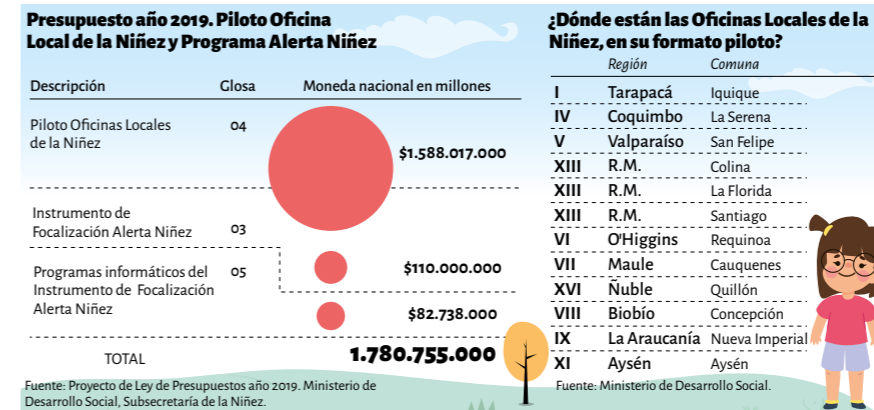 Presupuesto año 2019. Piloto Oficina
Local de la Niñez y Programa Alerta Niñez
Descripción Glosa Moneda nacional en millones
Piloto Oficinas Locales
de la Niñez
04
$1.588.017.000
Instrumento de
Focalización Alerta Niñez
03
$110.000.000
Programas informáticos del
Instrumento de Focalización
Alerta Niñez
05
$82.738.000
TOTAL 1.780.755.000
Fuente: Proyecto de Ley de Presupuestos año 2019. Ministerio de
Desarrollo Social, Subsecretaría de la Niñez.
¿Dónde están las Oficinas Locales de la
Niñez, en su formato piloto?
Región Comuna
I Tarapacá Iquique
IV Coquimbo La Serena
V Valparaíso San Felipe
XIII R.M. Colina
XIII R.M. La Florida
XIII R.M. Santiago
VI O'Higgins Requinoa
VII Maule Cauquenes
XVI Ñuble Quillón
VIII Biobío Concepción
IX La Araucanía Nueva Imperial
XI Aysén Aysén
Fuente: Ministerio de Desarrollo Social.